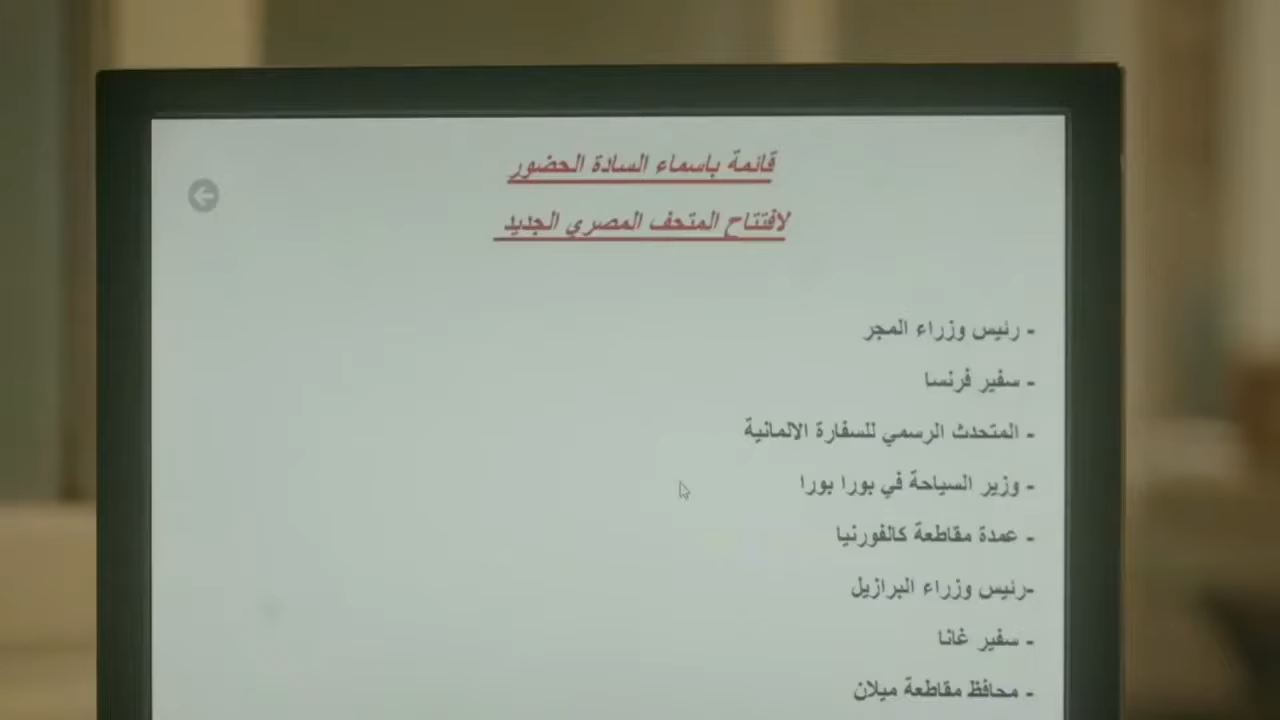 قائمة باسماء السادة الحضور
لافتتاح المتحف المصري الجديد
- رئيس وزراء المجر
- سفير فرنسا
- المتحدث الرسمي للسفارة الالمانية
- وزير السياحة في بورا بورا
- عمدة مقاطعة كالفورنيا
-رئيس وزراء البرازيل
- سفير غانا
- محافظ مقاطعة ميلان